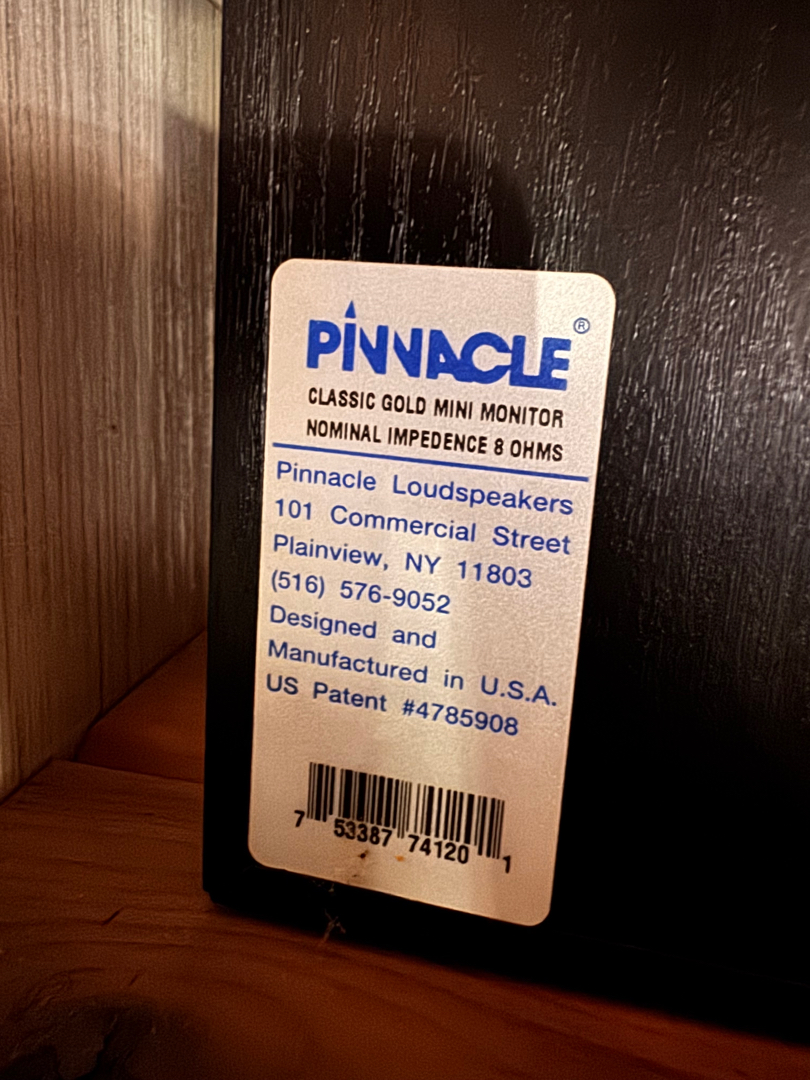 PiNNACLE®
CLASSIC GOLD MINI MONITOR
NOMINAL IMPEDENCE 8 OHMS
Pinnacle Loudspeakers
101 Commercial Street
Plainview, NY 11803
(516) 576-9052
Designed and
Manufactured in U.S.A.
US Patent #4785908
7 53387 74120 1